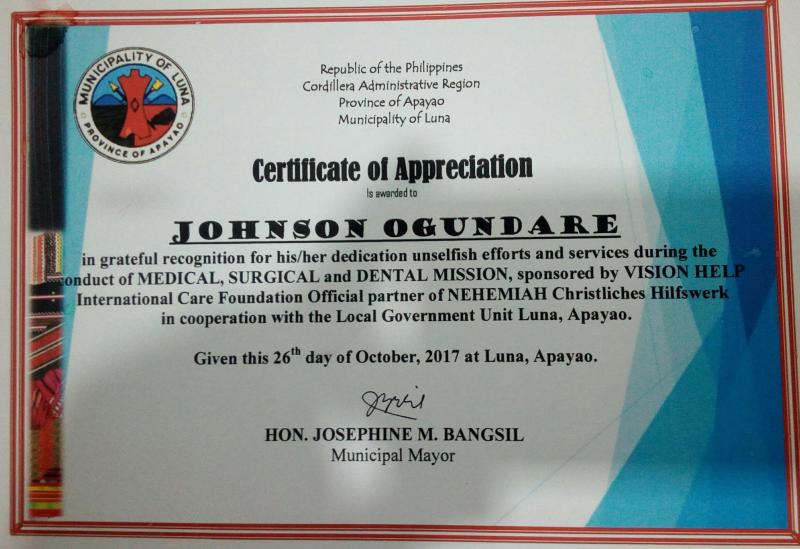 MUNICIPALITY OF LUNA
PROVINCE OF APAYAO
Republic of the Philippines
Cordillera Administrative Region
Province of Apayao
Municipality of Luna
Certificate of Appreciation
Is awarded to
JOHNSON OGUNDARE
in grateful recognition for his/her dedication unselfish efforts and services during the
conduct of MEDICAL, SURGICAL and DENTAL MISSION, sponsored by VISION HELP
International Care Foundation Official partner of NEHEMIAH Christliches Hilfswerk
in cooperation with the Local Government Unit Luna, Apayao.
Given this 26th day of October, 2017 at Luna, Apayao.
HON. JOSEPHINE M. BANGSIL
Municipal Mayor